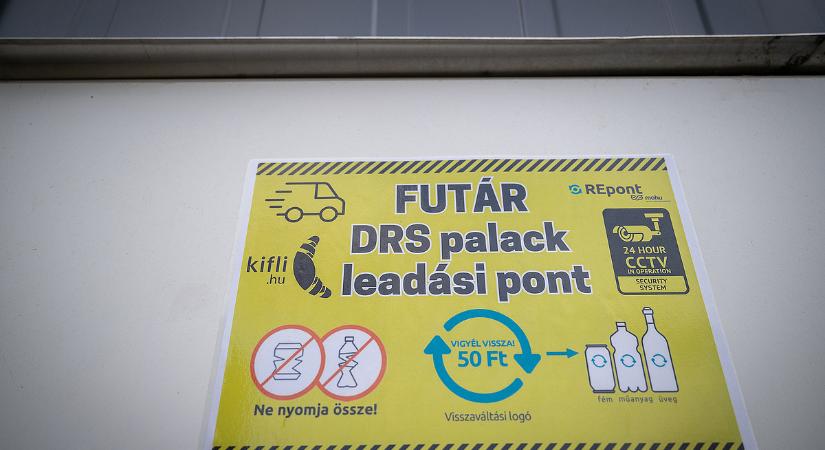 FUTÁR
DRS palack
leadási pont
REpont
mohu
kifli
.hu
24 HOUR
CCTV
IN OPERATION
SECURITY
SYSTEM
VIGYÉL VISSZA!
50 Ft
Ne nyomja össze!
Visszaváltási logó
fém műanyag üveg